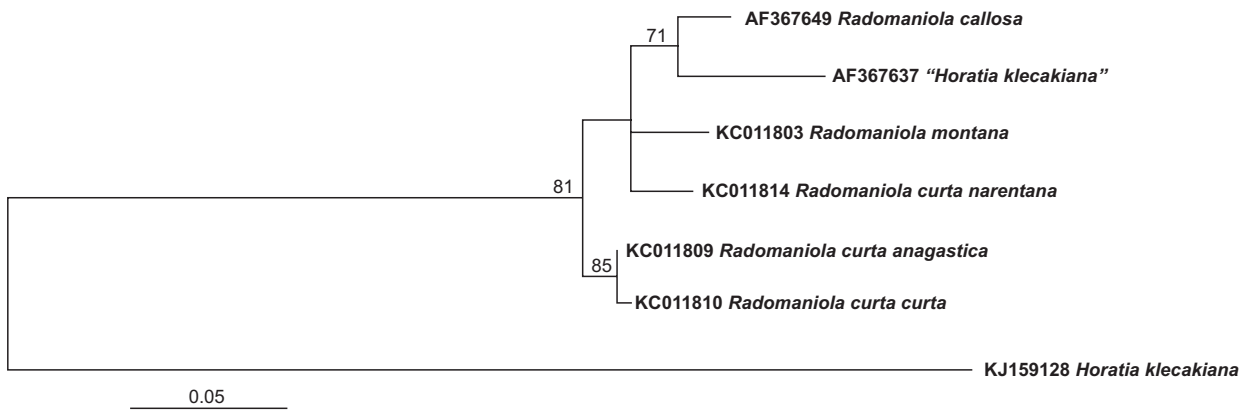 AF367649 Radomaniola callosa
71
AF367637 “Horatia klecakiana”
KC011803 Radomaniola montana
81
KC011814 Radomaniola curta narentana
KC011809 Radomaniola curta anagastica
85
KC011810 Radomaniola curta curta
KJ159128 Horatia klecakiana
0.05